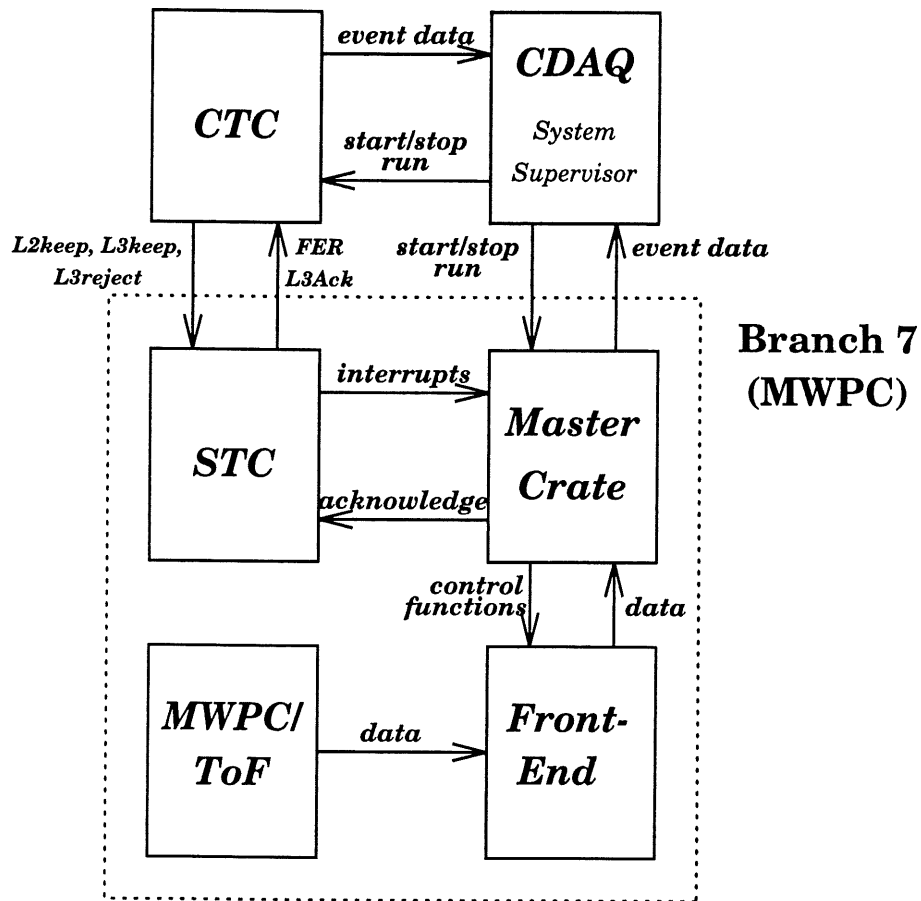 event data
CDAQ
System
Supervisor
CTC
start/stop
run
L2keep, L3keep,
L3reject
FER
L3Ack
start/stop
run
event data
Branch 7
(MWPC)
interrupts
STC
Master
Crate
acknowledge
control
functions
data
MWPC/
ToF
data
Front-
End